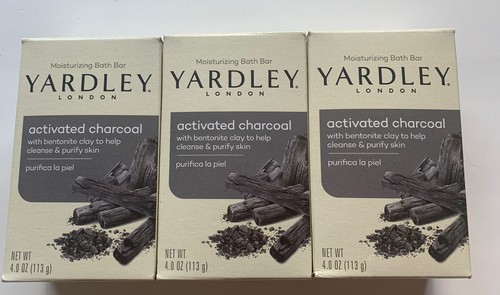 Moisturizing Bath Bar
YARDLEY
LONDON
activated charcoal
with bentonite clay to help
cleanse & purify skin
purifica la piel
NET WT
4.0 OZ (113 g)
Moisturizing Bath Bar
YARDLEY
LONDON
activated charcoal
with bentonite clay to help
cleanse & purify skin
purifica la piel
NET WT
4.0 OZ (113 g)
Moisturizing Bath Bar
YARDLEY
LONDON
activated charcoal
with bentonite clay to help
cleanse & purify skin
purifica la piel
NET WT
4.0 OZ (113 g)